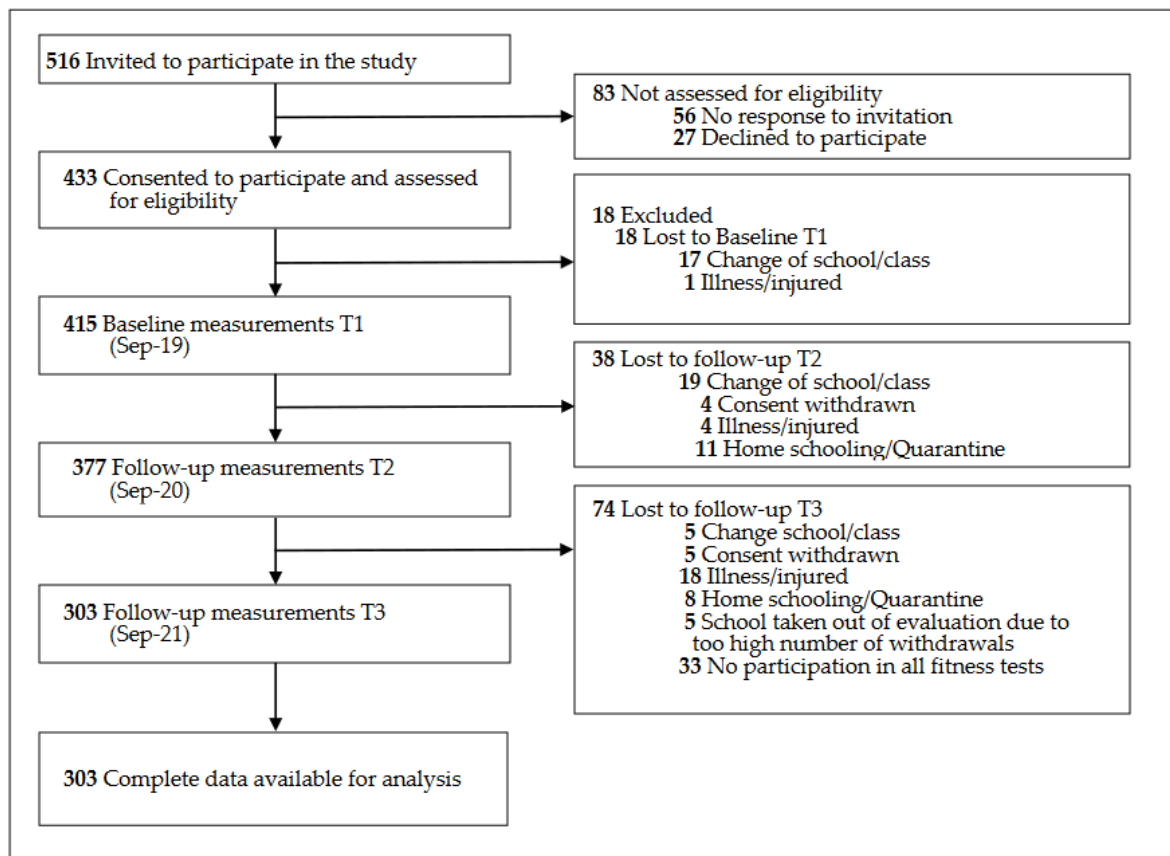 516 Invited to participate in the study
83 Not assessed for eligibility
56 No response to invitation
27 Declined to participate
433 Consented to participate and assessed
for eligibility
18 Excluded
18 Lost to Baseline T1
17 Change of school/class
1 Illness/injured
415 Baseline measurements T1
(Sep-19)
38 Lost to follow-up T2
19 Change of school/class
4 Consent withdrawn
4 Illness/injured
11 Home schooling/Quarantine
377 Follow-up measurements T2
(Sep-20)
74 Lost to follow-up T3
5 Change school/class
5 Consent withdrawn
18 Illness/injured
8 Home schooling/Quarantine
5 School taken out of evaluation due to
too high number of withdrawals
33 No participation in all fitness tests
303 Follow-up measurements T3
(Sep-21)
303 Complete data available for analysis